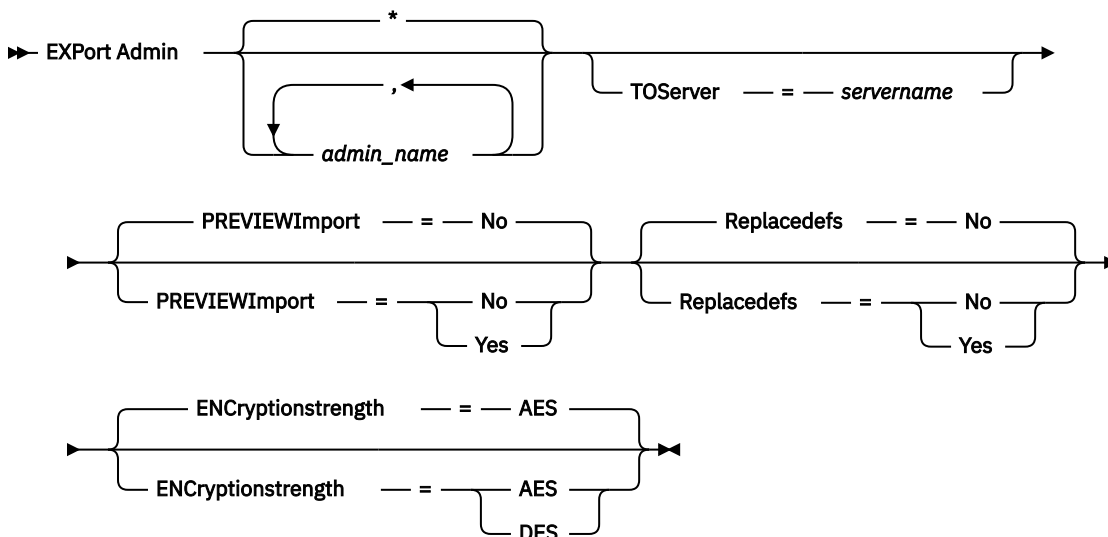 *
EXPort Admin
,
admin_name
TOServer = servername
PREVIEWImport = No
Replacedefs = No
PREVIEWImport = No
Yes
Replacedefs = No
Yes
ENCryptionstrength = AES
ENCryptionstrength = AES
DES